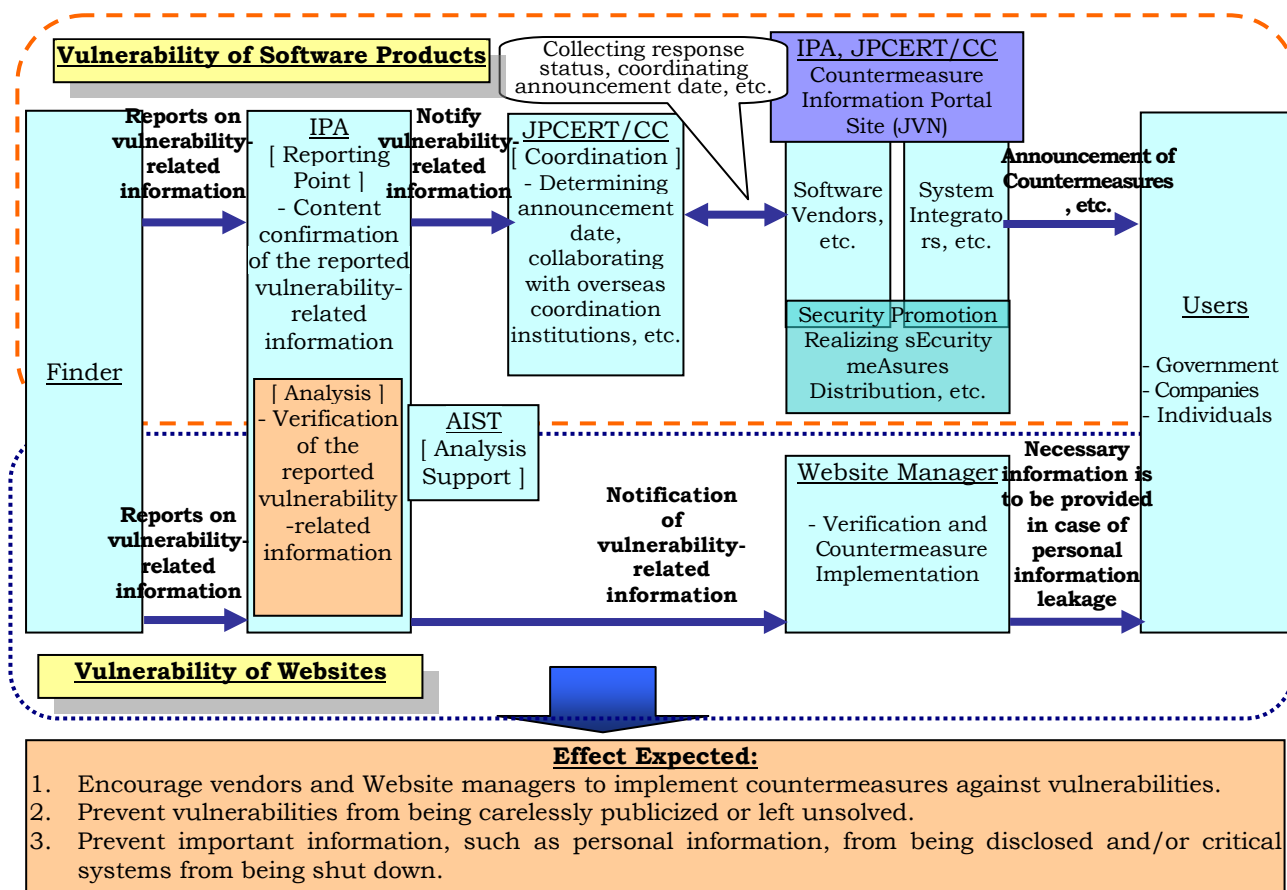 Vulnerability of Software Products
Collecting response
status, coordinating
announcement date, etc.
IPA, JPCERT/CC
Countermeasure
Information Portal
Site (JVN)
Finder
Reports on
vulnerability-
related
information
IPA
[ Reporting
Point ]
- Content
confirmation
of the reported
vulnerability-
related
information
Notify
vulnerability-
related
information
JPCERT/CC
[ Coordination ]
- Determining
announcement
date,
collaborating
with overseas
coordination
institutions, etc.
Software
Vendors,
etc.
System
Integrato
rs, etc.
Security Promotion
Realizing sEcurity
meAsures
Distribution, etc.
Announcement of
Countermeasures
, etc.
Users
- Government
- Companies
- Individuals
[ Analysis ]
- Verification
of the
reported
vulnerability
-related
information
AIST
[ Analysis
Support ]
Reports on
vulnerability-
related
information
Notification
of
vulnerability-
related
information
Website Manager
- Verification and
Countermeasure
Implementation
Necessary
information is
to be provided
in case of
personal
information
leakage
Vulnerability of Websites
Effect Expected:
1. Encourage vendors and Website managers to implement countermeasures against vulnerabilities.
2. Prevent vulnerabilities from being carelessly publicized or left unsolved.
3. Prevent important information, such as personal information, from being disclosed and/or critical
systems from being shut down.